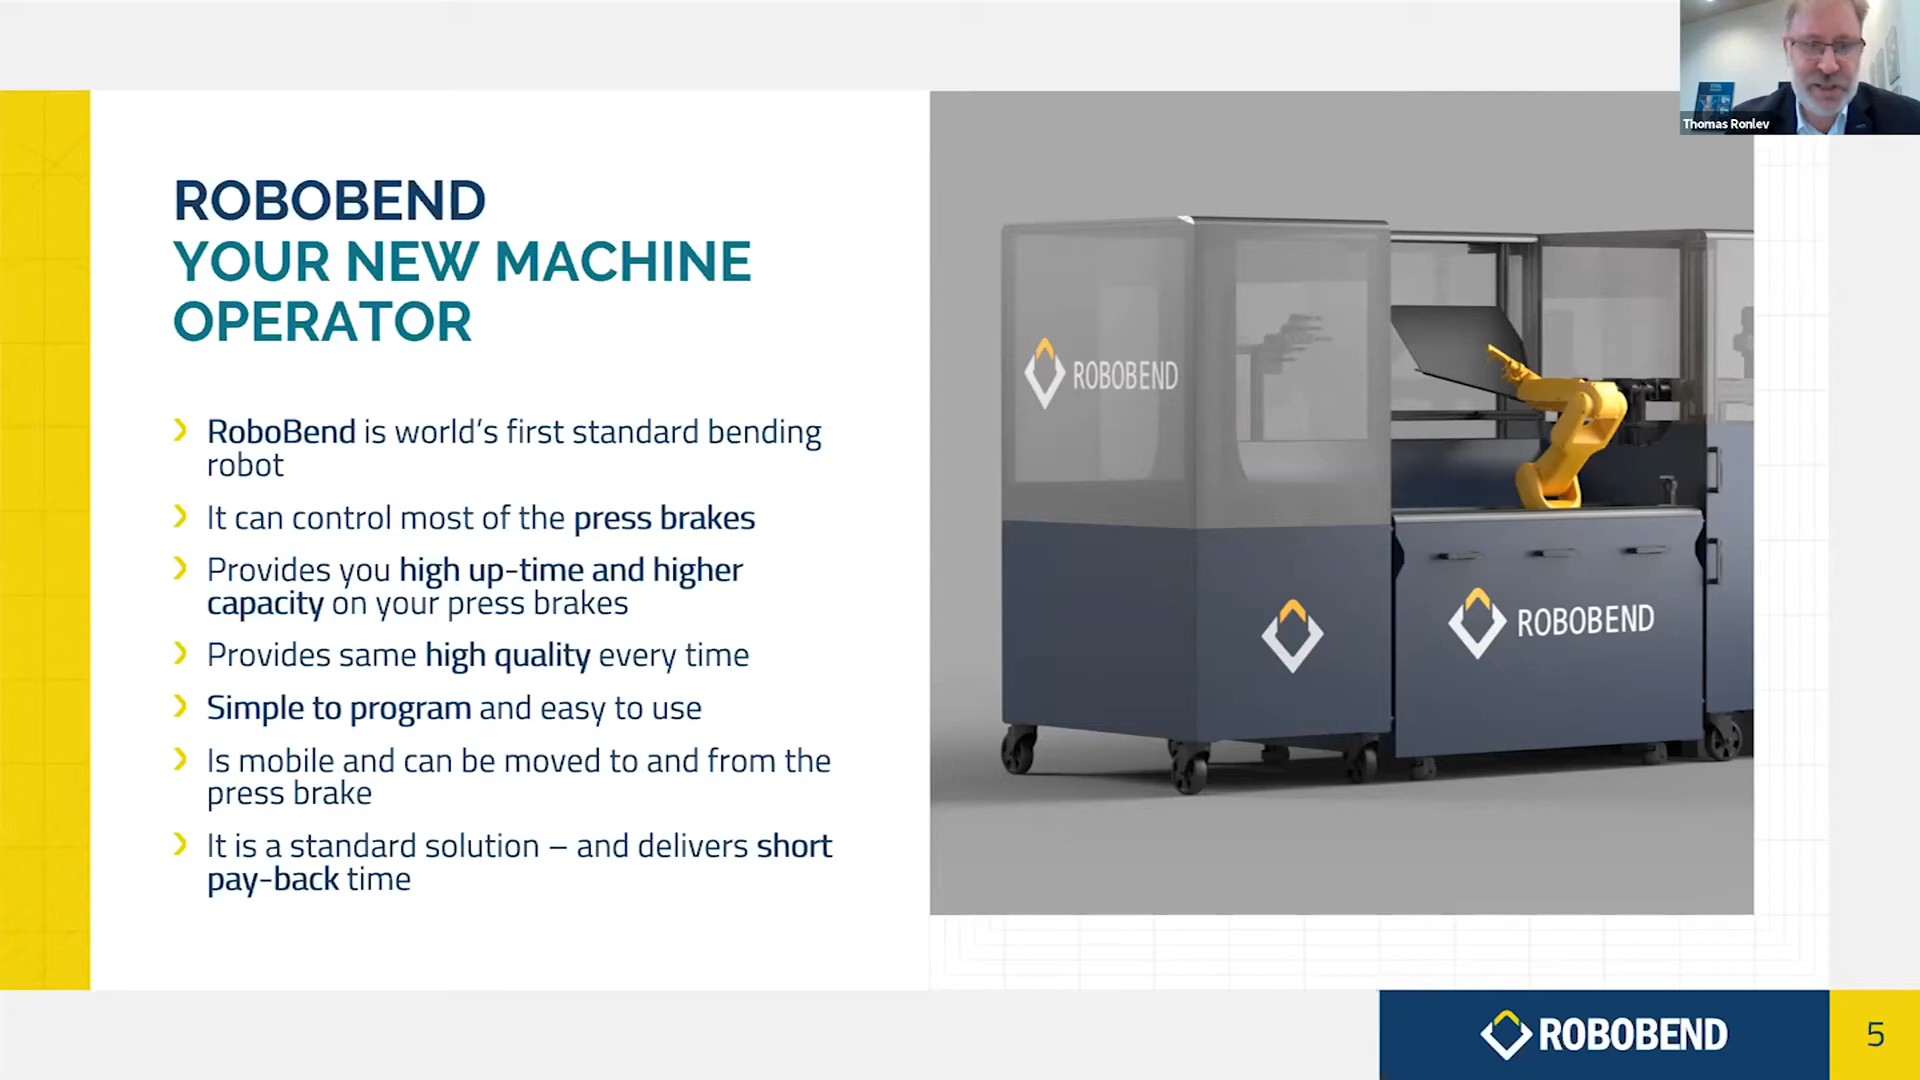 Thomas Ronlev
ROBOBEND
YOUR NEW MACHINE
OPERATOR
RoboBend is world's first standard bending
robot
It can control most of the press brakes
Provides you high up-time and higher
capacity on your press brakes
Provides same high quality every time
Simple to program and easy to use
Is mobile and can be moved to and from the
press brake
It is a standard solution – and delivers short
pay-back time
ROBOBEND
ROBOBEND
ROBOBEND
5